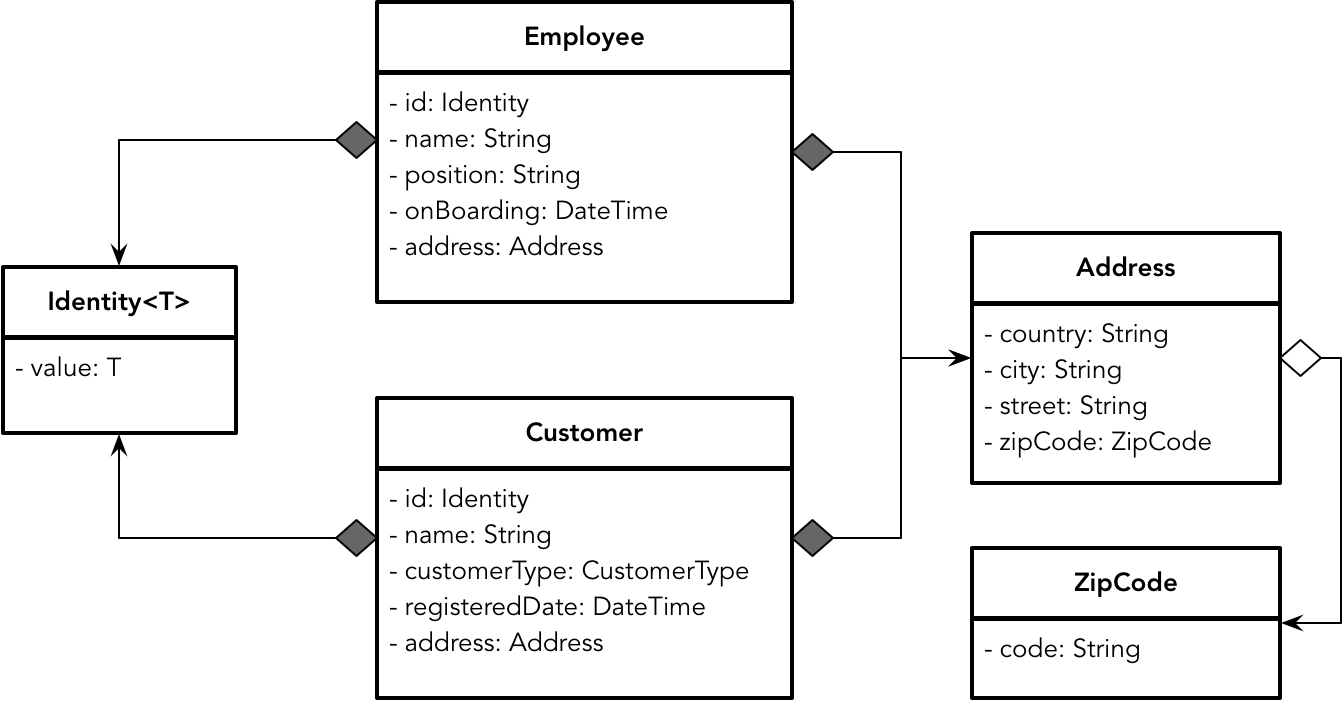 Employee
- id: Identity
- name: String
- position: String
- onBoarding: DateTime
- address: Address
Identity<T>
- value: T
Customer
- id: Identity
- name: String
- customerType: CustomerType
- registeredDate: DateTime
- address: Address
Address
- country: String
- city: String
- street: String
- zipCode: ZipCode
ZipCode
- code: String